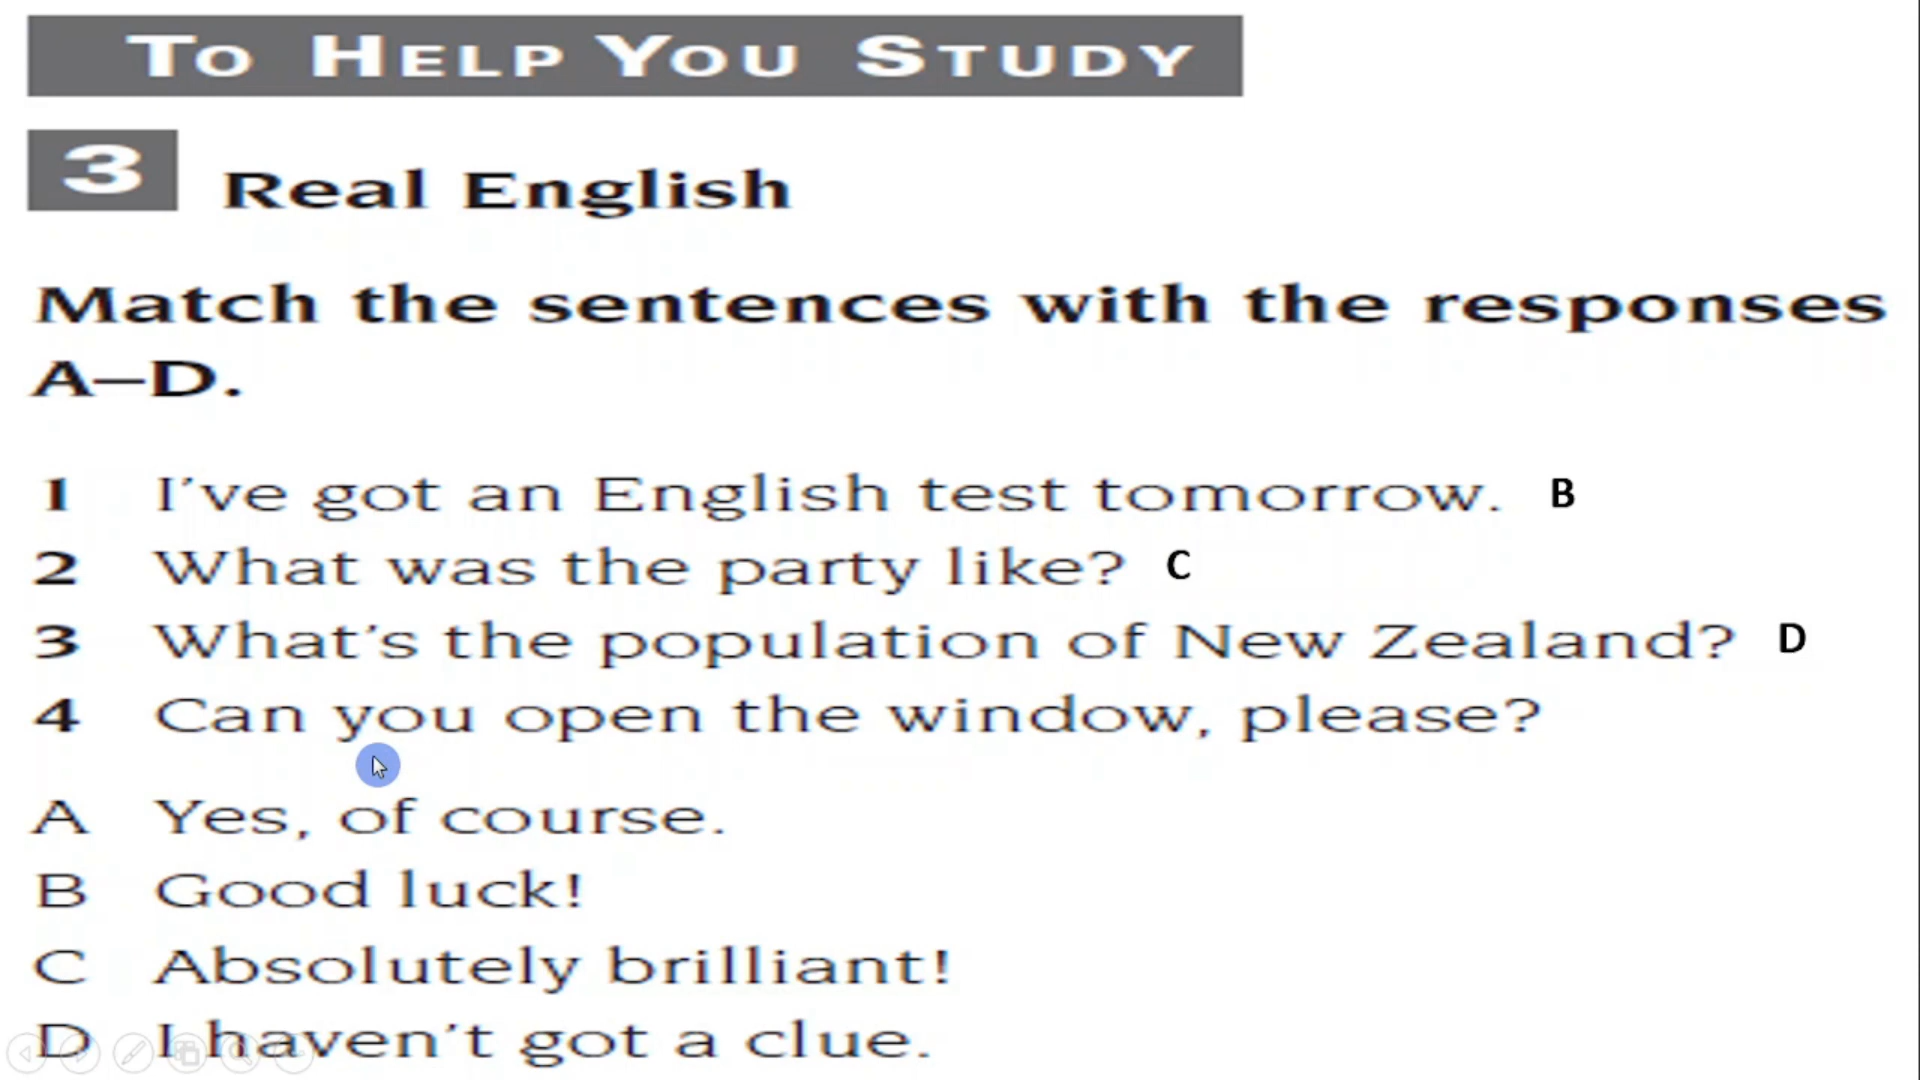 TO HELP YOU STUDY
3 Real English
Match the sentences with the responses
A–D.
1 I've got an English test tomorrow. B
2 What was the party like? C
3 What's the population of New Zealand? D
4 Can you open the window, please?
A Yes, of course.
B Good luck!
C Absolutely brilliant!
D I haven't got a clue.